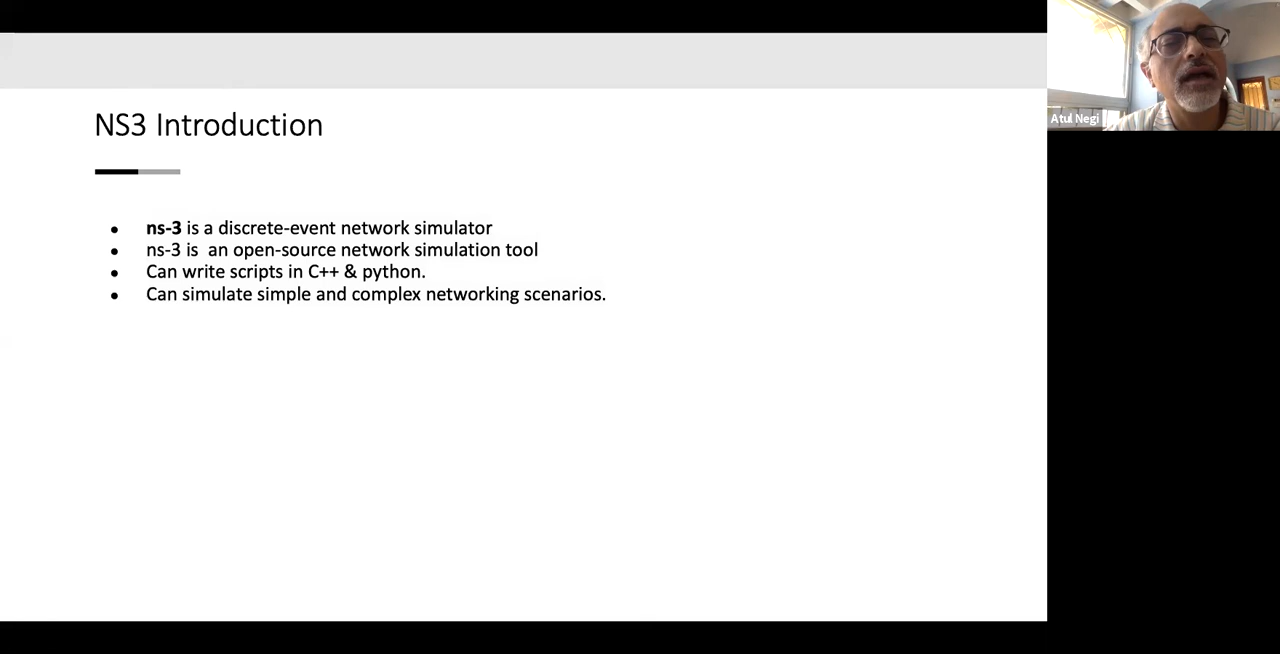 NS3 Introduction
● ns-3 is a discrete-event network simulator
● ns-3 is  an open-source network simulation tool
● Can write scripts in C++ & python.
● Can simulate simple and complex networking scenarios.
Atul Negi